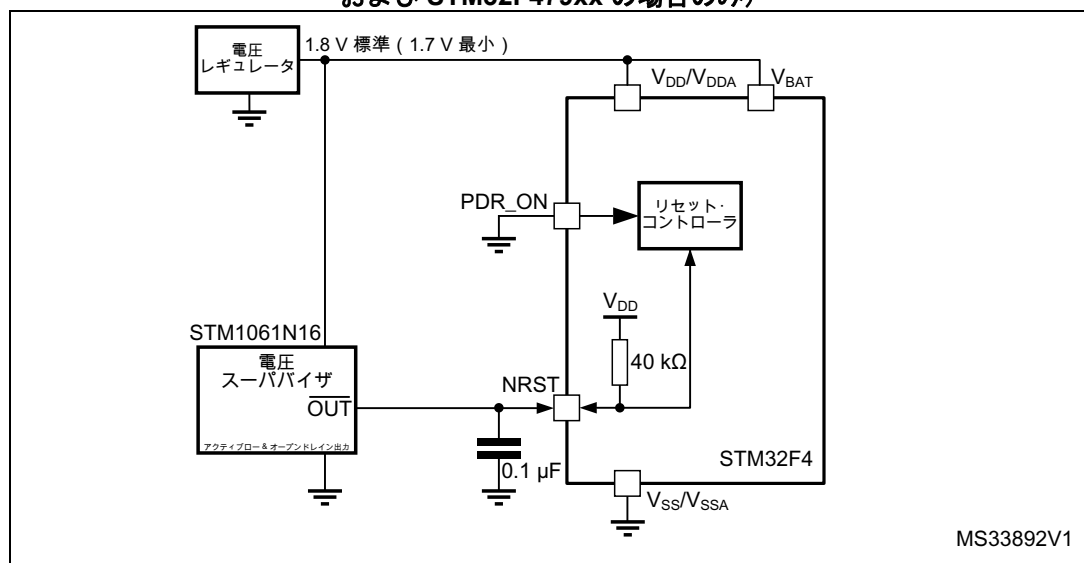 および STM32F479xx の場合のみ)
電圧
レギュレータ
1.8 V 標準 ( 1.7 V 最小 )
VDD/VDDA
VBAT
PDR_ON
リセット・
コントローラ
VDD
40 kΩ
STM1061N16
電圧
スーパバイザ
OUT
アクティブロー & オープンドレイン出力
NRST
0.1 µF
STM32F4
VSS/VSSA
MS33892V1